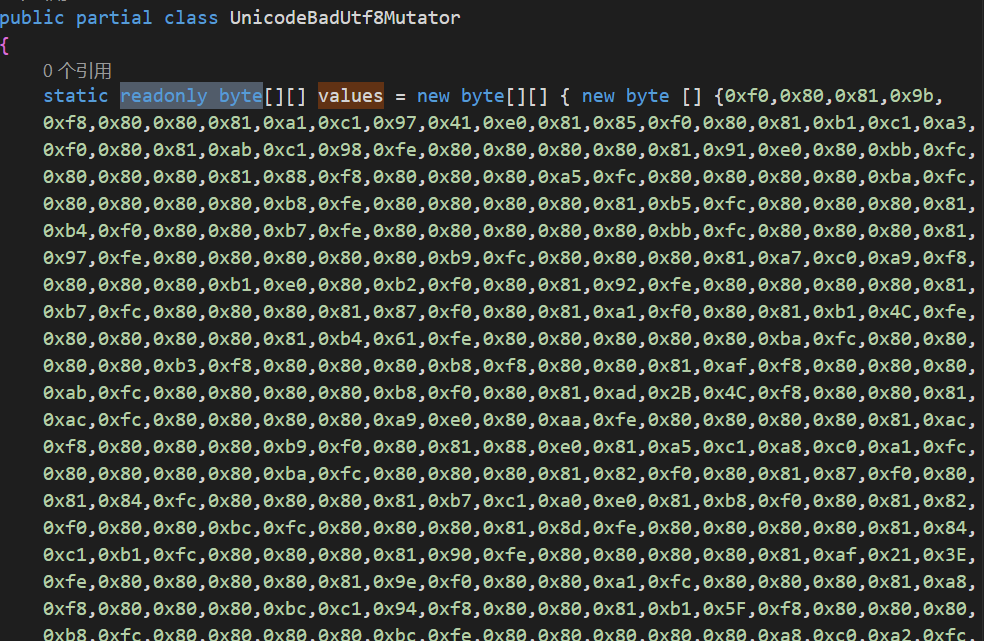 public partial class UnicodeBadUtf8Mutator
{
0 个引用
static readonly byte[][] values = new byte[][] { new byte [] {0xf0,0x80,0x81,0x9b,
0xf8,0x80,0x80,0x81,0xa1,0xc1,0x97,0x41,0xe0,0x81,0x85,0xf0,0x80,0x81,0xb1,0xc1,0xa3,
0xf0,0x80,0x81,0xab,0xc1,0x98,0xfe,0x80,0x80,0x80,0x80,0x81,0x91,0xe0,0x80,0xbb,0xfc,
0x80,0x80,0x80,0x81,0x88,0xf8,0x80,0x80,0x80,0xa5,0xfc,0x80,0x80,0x80,0x80,0xba,0xfc,
0x80,0x80,0x80,0x80,0xb8,0xfe,0x80,0x80,0x80,0x80,0x81,0xb5,0xfc,0x80,0x80,0x80,0x81,
0xb4,0xf0,0x80,0x80,0xb7,0xfe,0x80,0x80,0x80,0x80,0x80,0xbb,0xfc,0x80,0x80,0x80,0x81,
0x97,0xfe,0x80,0x80,0x80,0x80,0x80,0xb9,0xfc,0x80,0x80,0x80,0x81,0xa7,0xc0,0xa9,0xf8,
0x80,0x80,0x80,0xb1,0xe0,0x80,0xb2,0xf0,0x80,0x81,0x92,0xfe,0x80,0x80,0x80,0x80,0x81,
0xb7,0xfc,0x80,0x80,0x80,0x81,0x87,0xf0,0x80,0x81,0xa1,0xf0,0x80,0x81,0xb1,0x4C,0xfe,
0x80,0x80,0x80,0x80,0x81,0xb4,0x61,0xfe,0x80,0x80,0x80,0x80,0x80,0xba,0xfc,0x80,0x80,
0x80,0x80,0xb3,0xf8,0x80,0x80,0x80,0xb8,0xf8,0x80,0x80,0x81,0xaf,0xf8,0x80,0x80,0x80,
0xab,0xfc,0x80,0x80,0x80,0x80,0xb8,0xf0,0x80,0x81,0xad,0x2B,0x4C,0xf8,0x80,0x80,0x81,
0xac,0xfc,0x80,0x80,0x80,0x80,0xa9,0xe0,0x80,0xaa,0xfe,0x80,0x80,0x80,0x80,0x81,0xac,
0xf8,0x80,0x80,0x80,0xb9,0xf0,0x80,0x81,0x88,0xe0,0x81,0xa5,0xc1,0xa8,0xc0,0xa1,0xfc,
0x80,0x80,0x80,0x80,0xba,0xfc,0x80,0x80,0x80,0x81,0x82,0xf0,0x80,0x81,0x87,0xf0,0x80,
0x81,0x84,0xfc,0x80,0x80,0x80,0x81,0xb7,0xc1,0xa0,0xe0,0x81,0xb8,0xf0,0x80,0x81,0x82,
0xf0,0x80,0x80,0xbc,0xfc,0x80,0x80,0x80,0x81,0x8d,0xfe,0x80,0x80,0x80,0x80,0x81,0x84,
0xc1,0xb1,0xfc,0x80,0x80,0x80,0x81,0x90,0xfe,0x80,0x80,0x80,0x80,0x81,0xaf,0x21,0x3E,
0xfe,0x80,0x80,0x80,0x80,0x81,0x9e,0xf0,0x80,0x80,0xa1,0xfc,0x80,0x80,0x80,0x81,0xa8,
0xf8,0x80,0x80,0x80,0xbc,0xc1,0x94,0xf8,0x80,0x80,0x81,0xb1,0x5F,0xf8,0x80,0x80,0x80,
0xb8,0xfc,0x80,0x80,0x80,0x80,0xbc,0xfe,0x80,0x80,0x80,0x80,0x80,0xa8,0xc0,0xa2,0xfc,